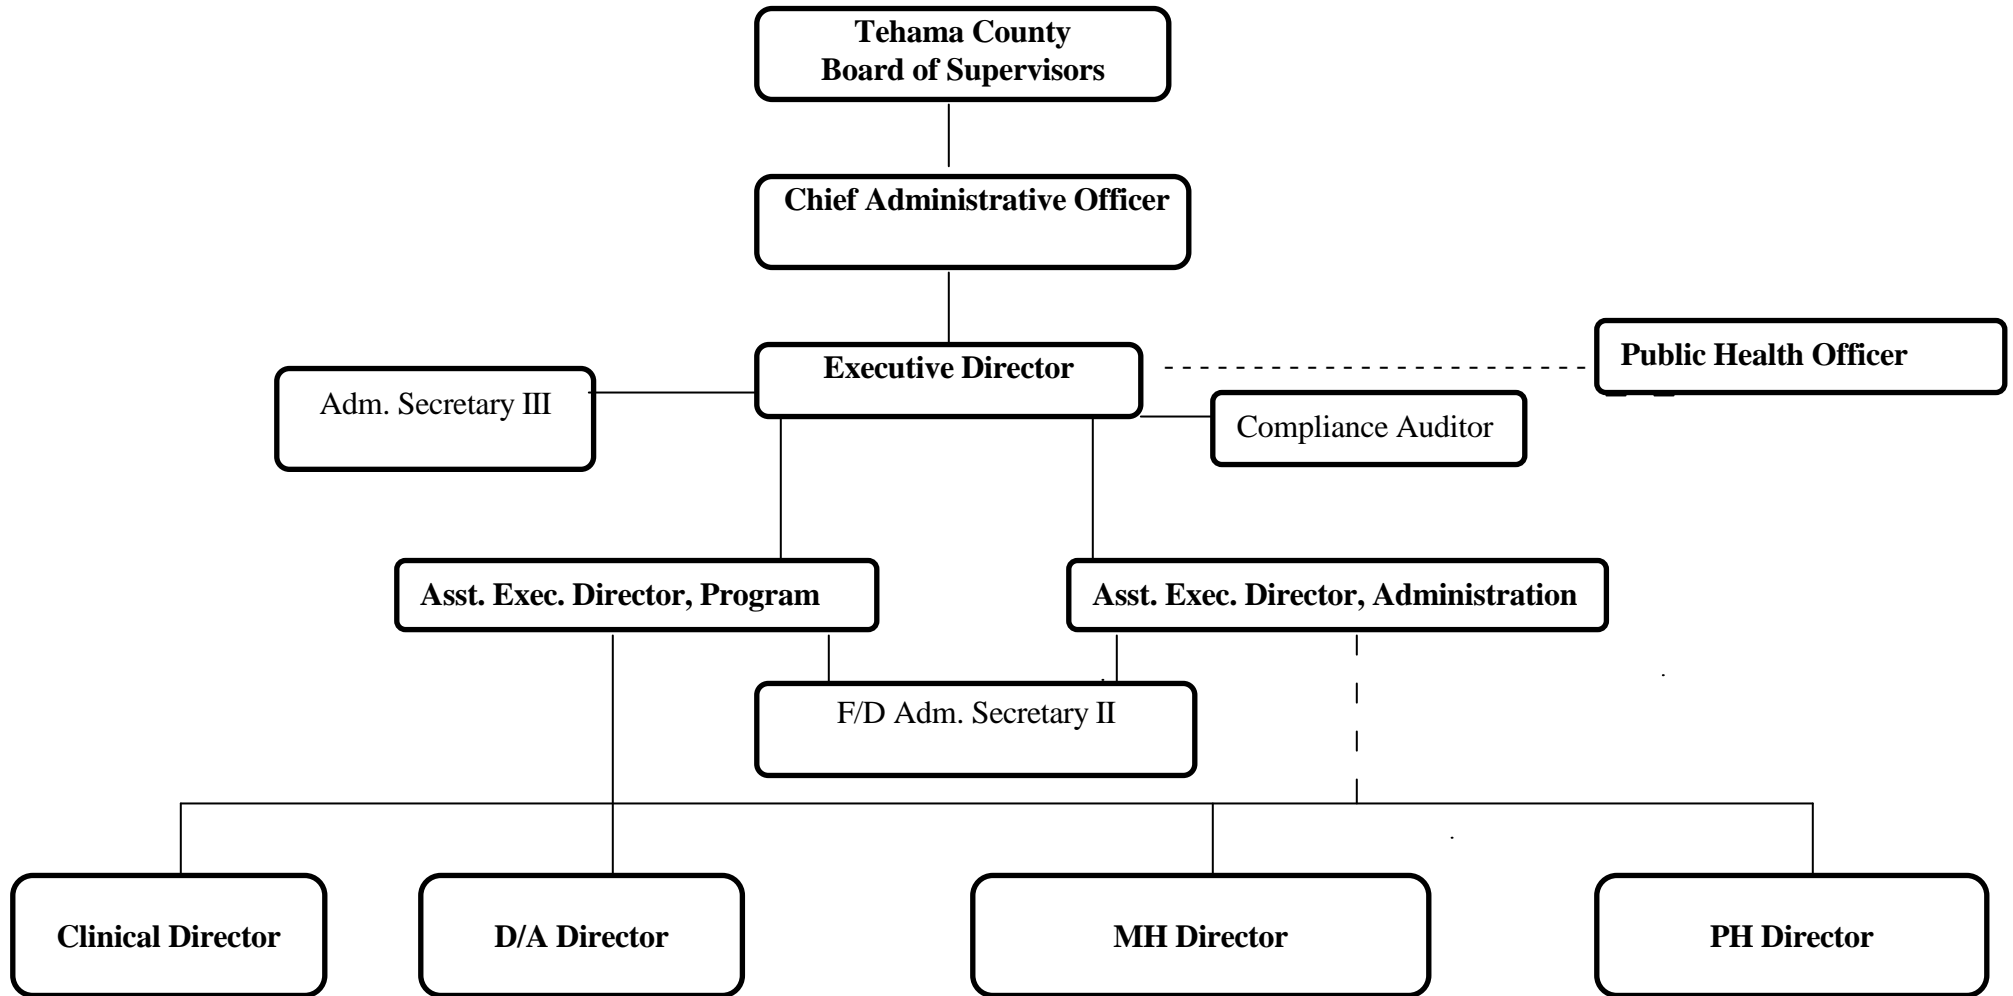 Tehama County
Board of Supervisors
Chief Administrative Officer
Executive Director
Public Health Officer
Adm. Secretary III
Compliance Auditor
Asst. Exec. Director, Program
Asst. Exec. Director, Administration
F/D Adm. Secretary II
Clinical Director
D/A Director
MH Director
PH Director